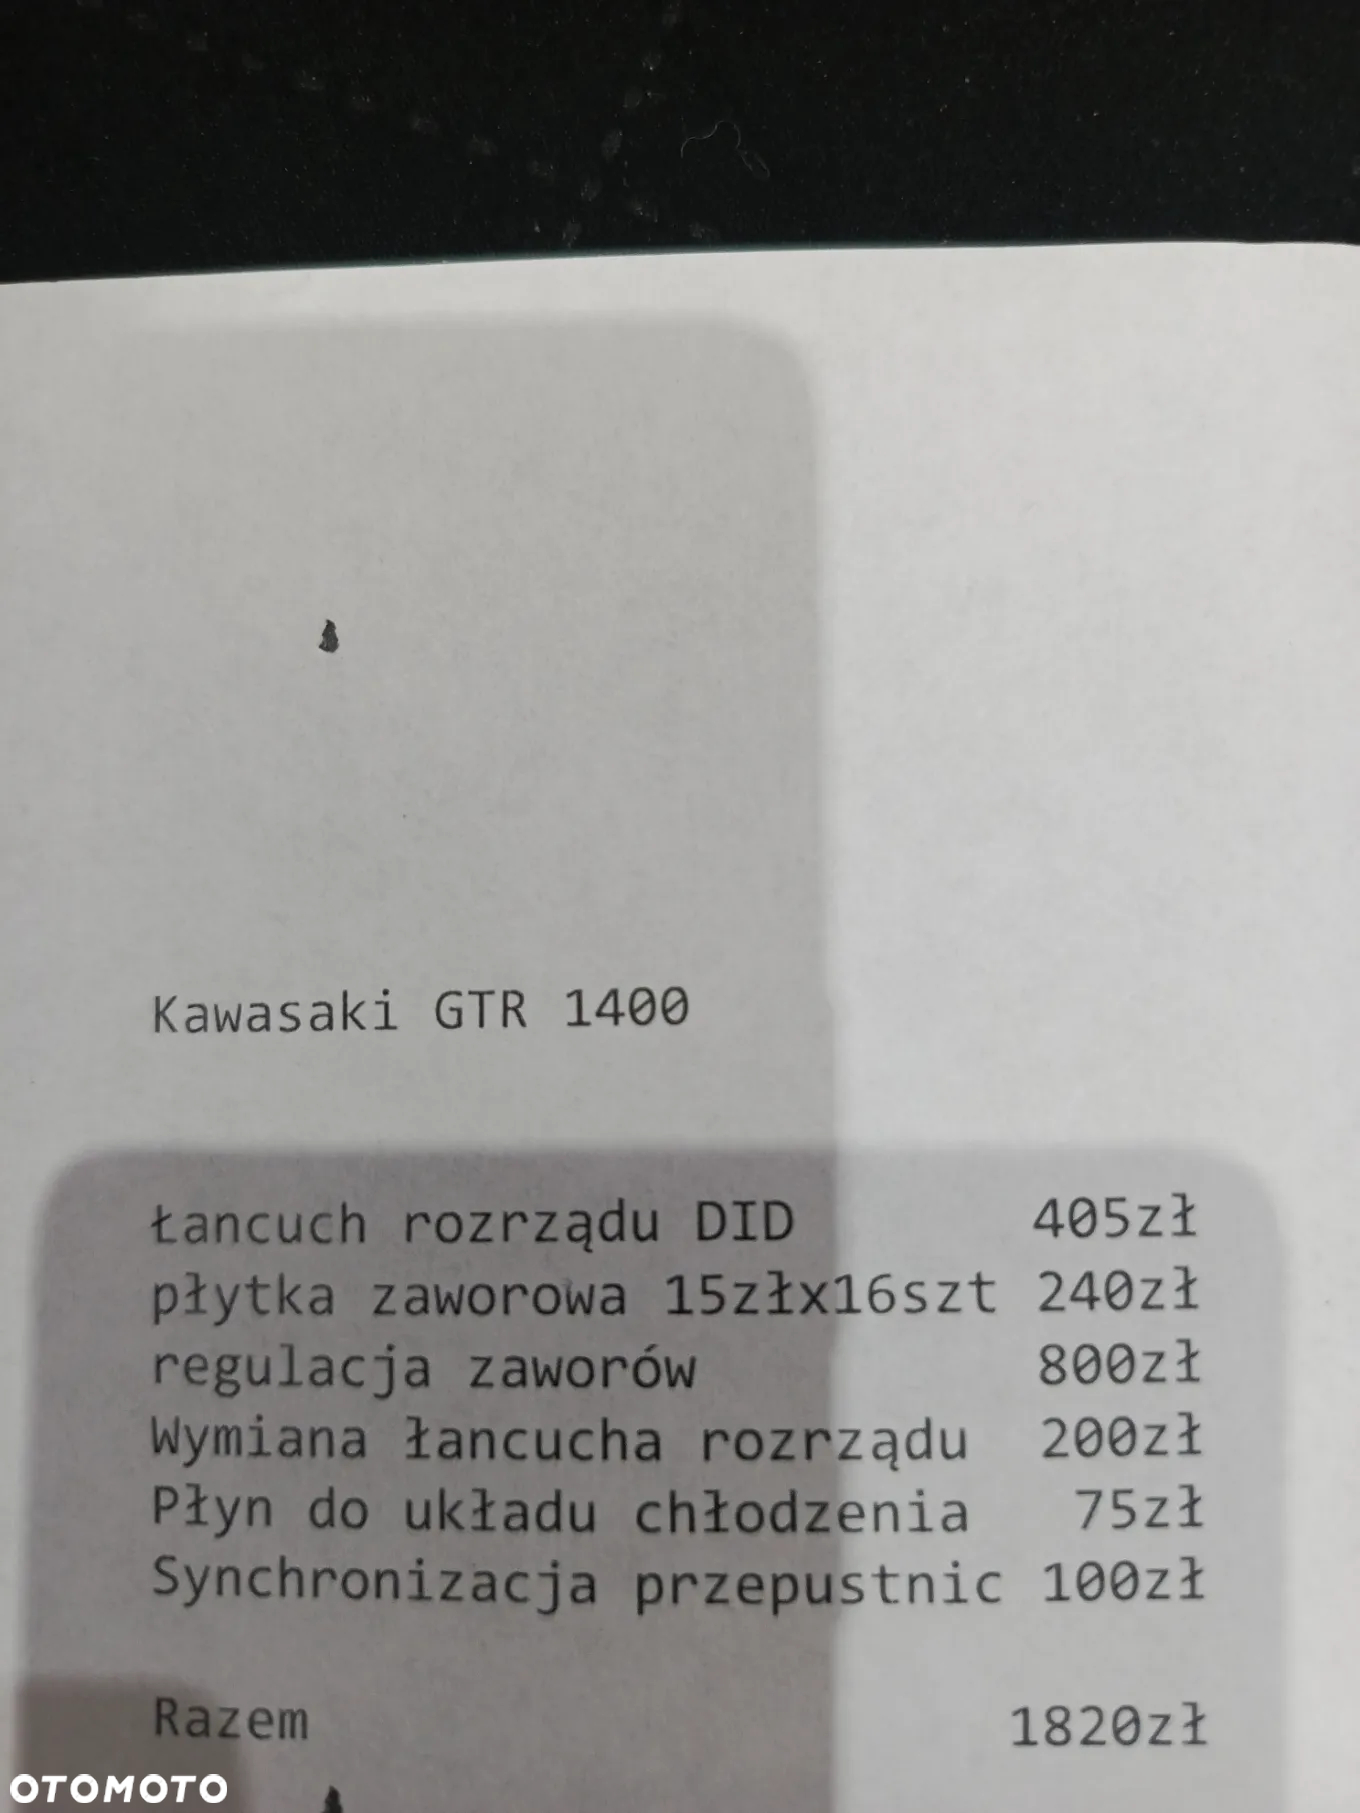 Kawasaki GTR 1400
Łancuch rozrządu DID 405zł
płytka zaworowa 15złx16szt 240zł
regulacja zaworów 800zł
Wymiana łancucha rozrządu 200zł
Płyn do układu chłodzenia 75zł
Synchronizacja przepustnic 100zł
Razem 1820zł
OTOMOTO